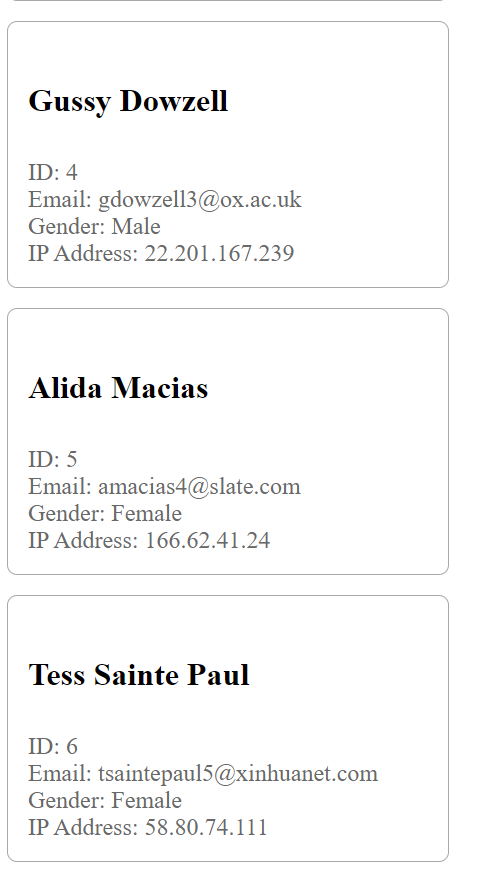 Gussy Dowzell
ID: 4
Email: gdowzell3@ox.ac.uk
Gender: Male
IP Address: 22.201.167.239
Alida Macias
ID: 5
Email: amacias4@slate.com
Gender: Female
IP Address: 166.62.41.24
Tess Sainte Paul
ID: 6
Email: tsaintepaul5@xinhuanet.com
Gender: Female
IP Address: 58.80.74.111